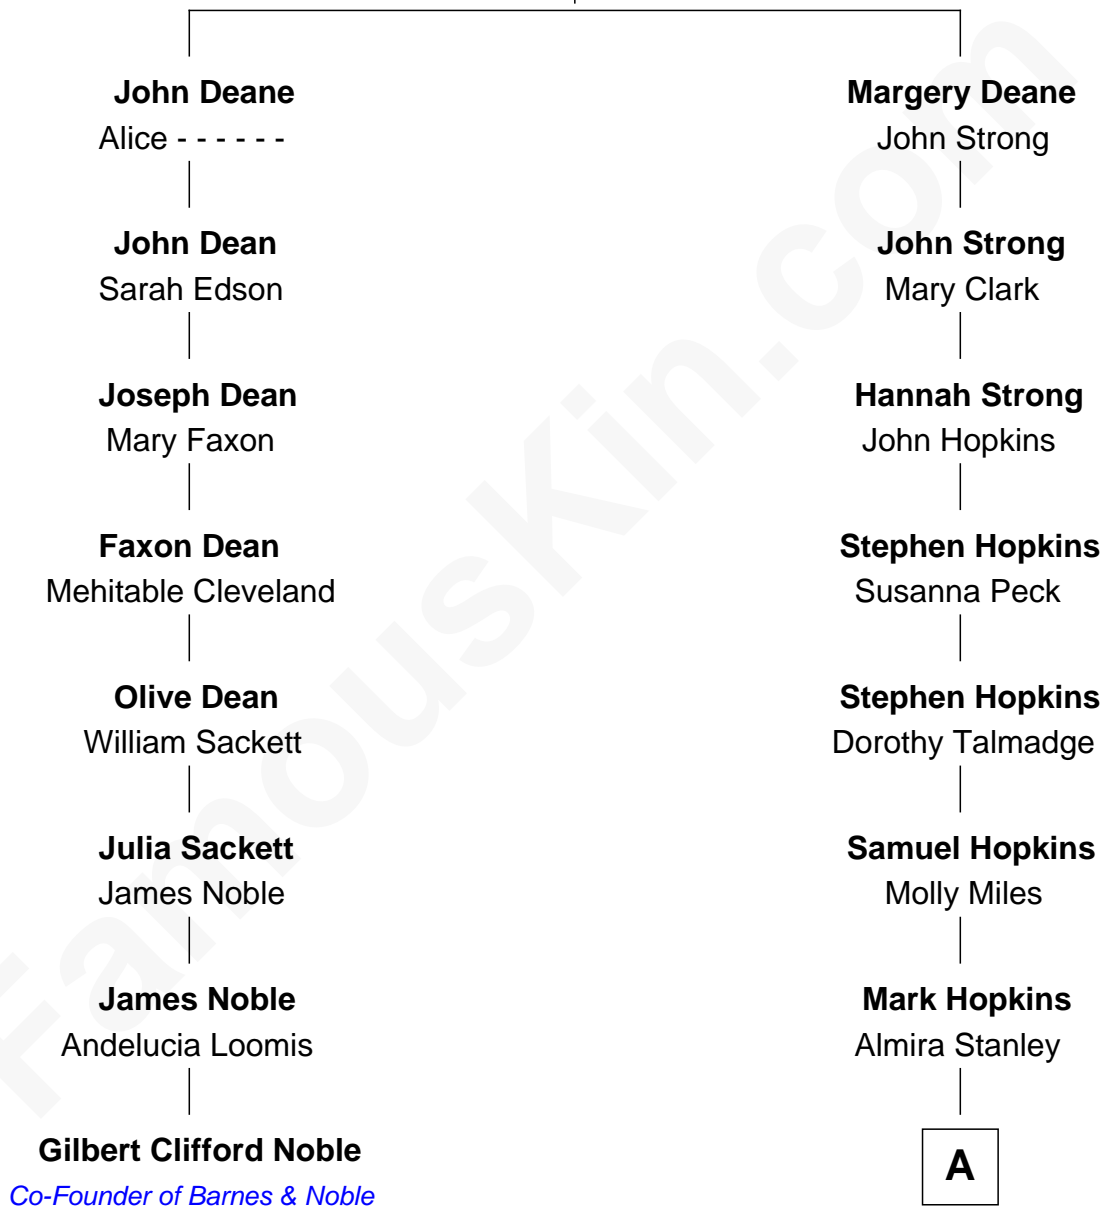 John Deane
Alice - - - - - -
John Dean
Sarah Edson
Joseph Dean
Mary Faxon
Faxon Dean
Mehitable Cleveland
Olive Dean
William Sackett
Julia Sackett
James Noble
James Noble
Andelucia Loomis
Gilbert Clifford Noble
Co-Founder of Barnes & Noble
Margery Deane
John Strong
John Strong
Mary Clark
Hannah Strong
John Hopkins
Stephen Hopkins
Susanna Peck
Stephen Hopkins
Dorothy Talmadge
Samuel Hopkins
Molly Miles
Mark Hopkins
Almira Stanley
A
FamousKin.com